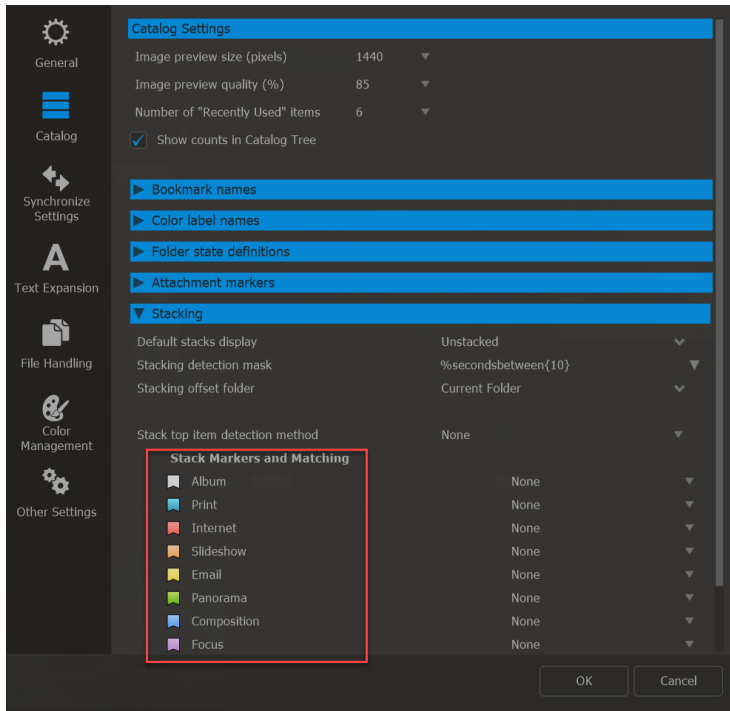 General
Catalog
Synchronize
Settings
A
Text Expansion
File Handling
Color
Management
Other Settings
Catalog Settings
Image preview size (pixels) 1440
Image preview quality (%) 85
Number of "Recently Used" items 6
Show counts in Catalog Tree
Bookmark names
Color label names
Folder state definitions
Attachment markers
Stacking
Default stacks display Unstacked
Stacking detection mask %secondsbetween{10}
Stacking offset folder Current Folder
Stack top item detection method None
Stack Markers and Matching
Album None
Print None
Internet None
Slideshow None
Email None
Panorama None
Composition None
Focus None
OK Cancel